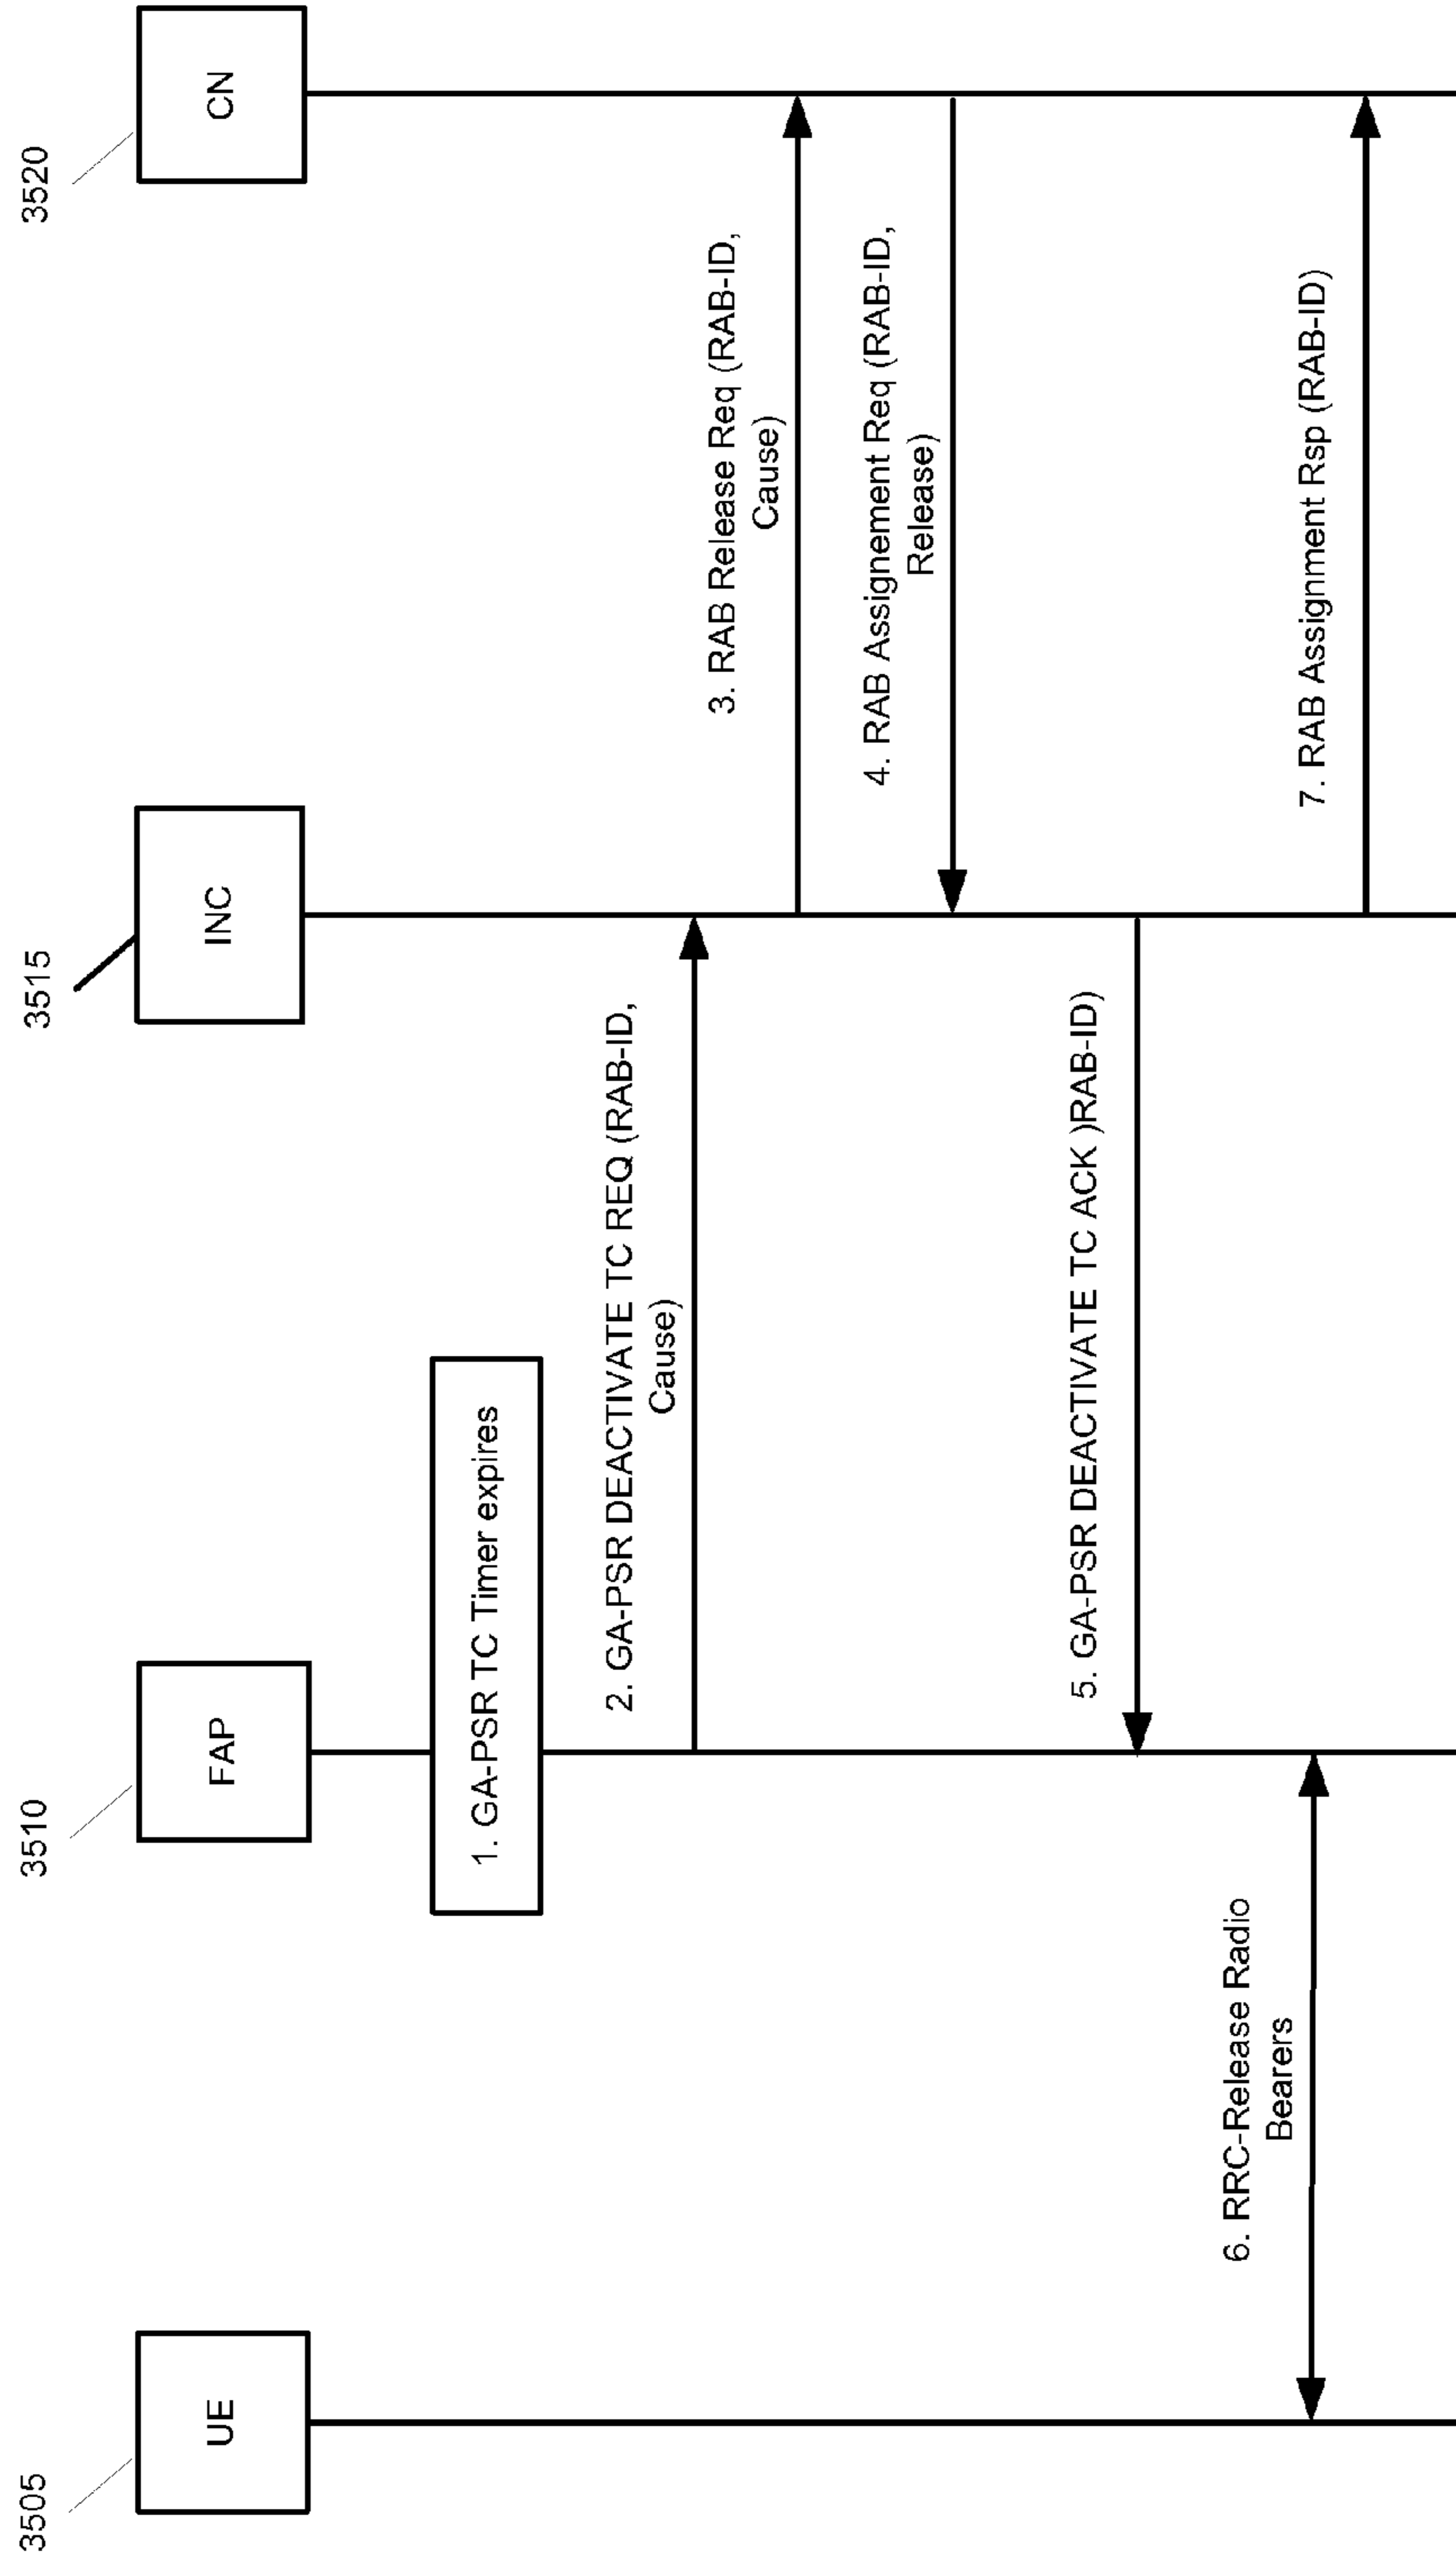 3505
3510
3515
3520
UE
FAP
INC
CN
1. GA-PSR TC Timer expires
2. GA-PSR DEACTIVATE TC REQ (RAB-ID,
Cause)
3. RAB Release Req (RAB-ID,
Cause)
4. RAB Assignement Req (RAB-ID,
Release)
5. GA-PSR DEACTIVATE TC ACK )RAB-ID)
6. RRC-Release Radio
Bearers
7. RAB Assignment Rsp (RAB-ID)